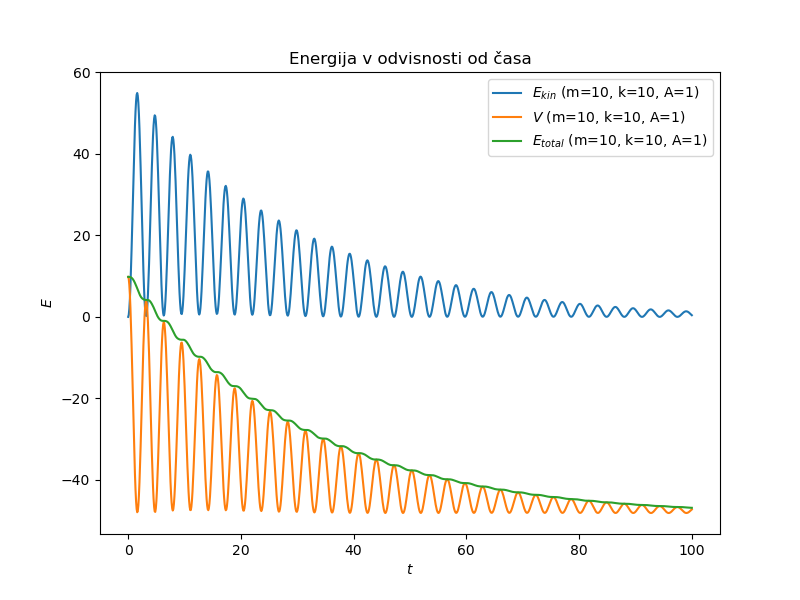 Energija v odvisnosti od časa
E_kin (m=10, k=10, A=1)
V (m=10, k=10, A=1)
E_total (m=10, k=10, A=1)
60
40
20
0
−20
−40
E
0 20 40 60 80 100
t